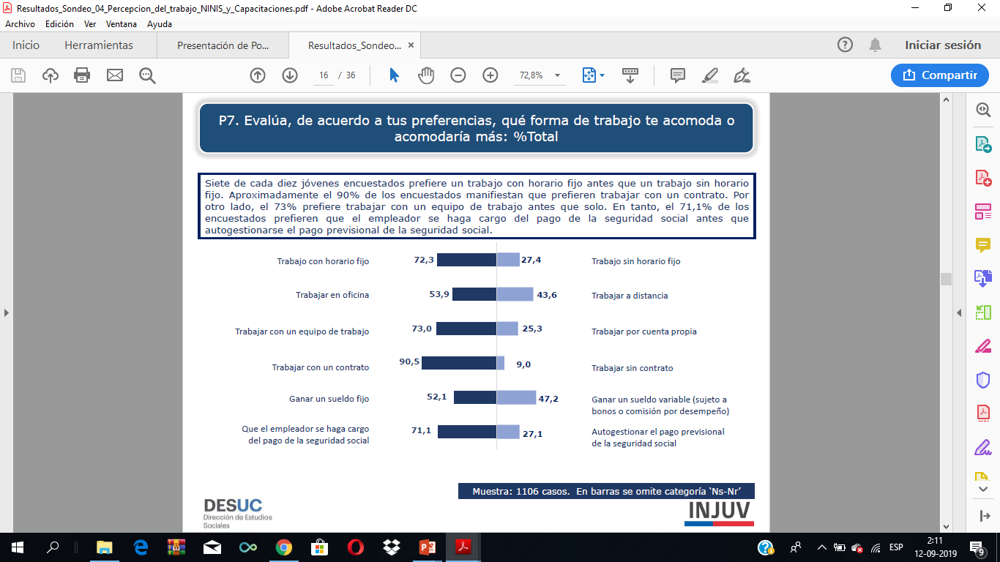 Resultados_Sondeo_04_Percepcion_del_trabajo_NINIS_y_Capacitaciones.pdf - Adobe Acrobat Reader DC
Archivo Edición Ver Ventana Ayuda
Inicio Herramientas Presentación de Po... Resultados_Sondeo... × Iniciar sesión
16 / 36 72,8% Compartir
P7. Evalúa, de acuerdo a tus preferencias, qué forma de trabajo te acomoda o
acomodaría más: %Total
Siete de cada diez jóvenes encuestados prefiere un trabajo con horario fijo antes que un trabajo sin horario
fijo. Aproximadamente el 90% de los encuestados manifiestan que prefieren trabajar con un contrato. Por
otro lado, el 73% prefiere trabajar con un equipo de trabajo antes que solo. En tanto, el 71,1% de los
encuestados prefieren que el empleador se haga cargo del pago de la seguridad social antes que
autogestionarse el pago previsional de la seguridad social.
Trabajo con horario fijo 72,3 27,4 Trabajo sin horario fijo
Trabajar en oficina 53,9 43,6 Trabajar a distancia
Trabajar con un equipo de trabajo 73,0 25,3 Trabajar por cuenta propia
Trabajar con un contrato 90,5 9,0 Trabajar sin contrato
Ganar un sueldo fijo 52,1 47,2 Ganar un sueldo variable (sujeto a
bonos o comisión por desempeño)
Que el empleador se haga cargo
del pago de la seguridad social 71,1 27,1 Autogestionar el pago previsional
de la seguridad social
Muestra: 1106 casos. En barras se omite categoría ‘Ns-Nr’
DESUC
Dirección de Estudios
Sociales
INJUV
ESP 2:11
12-09-2019 9